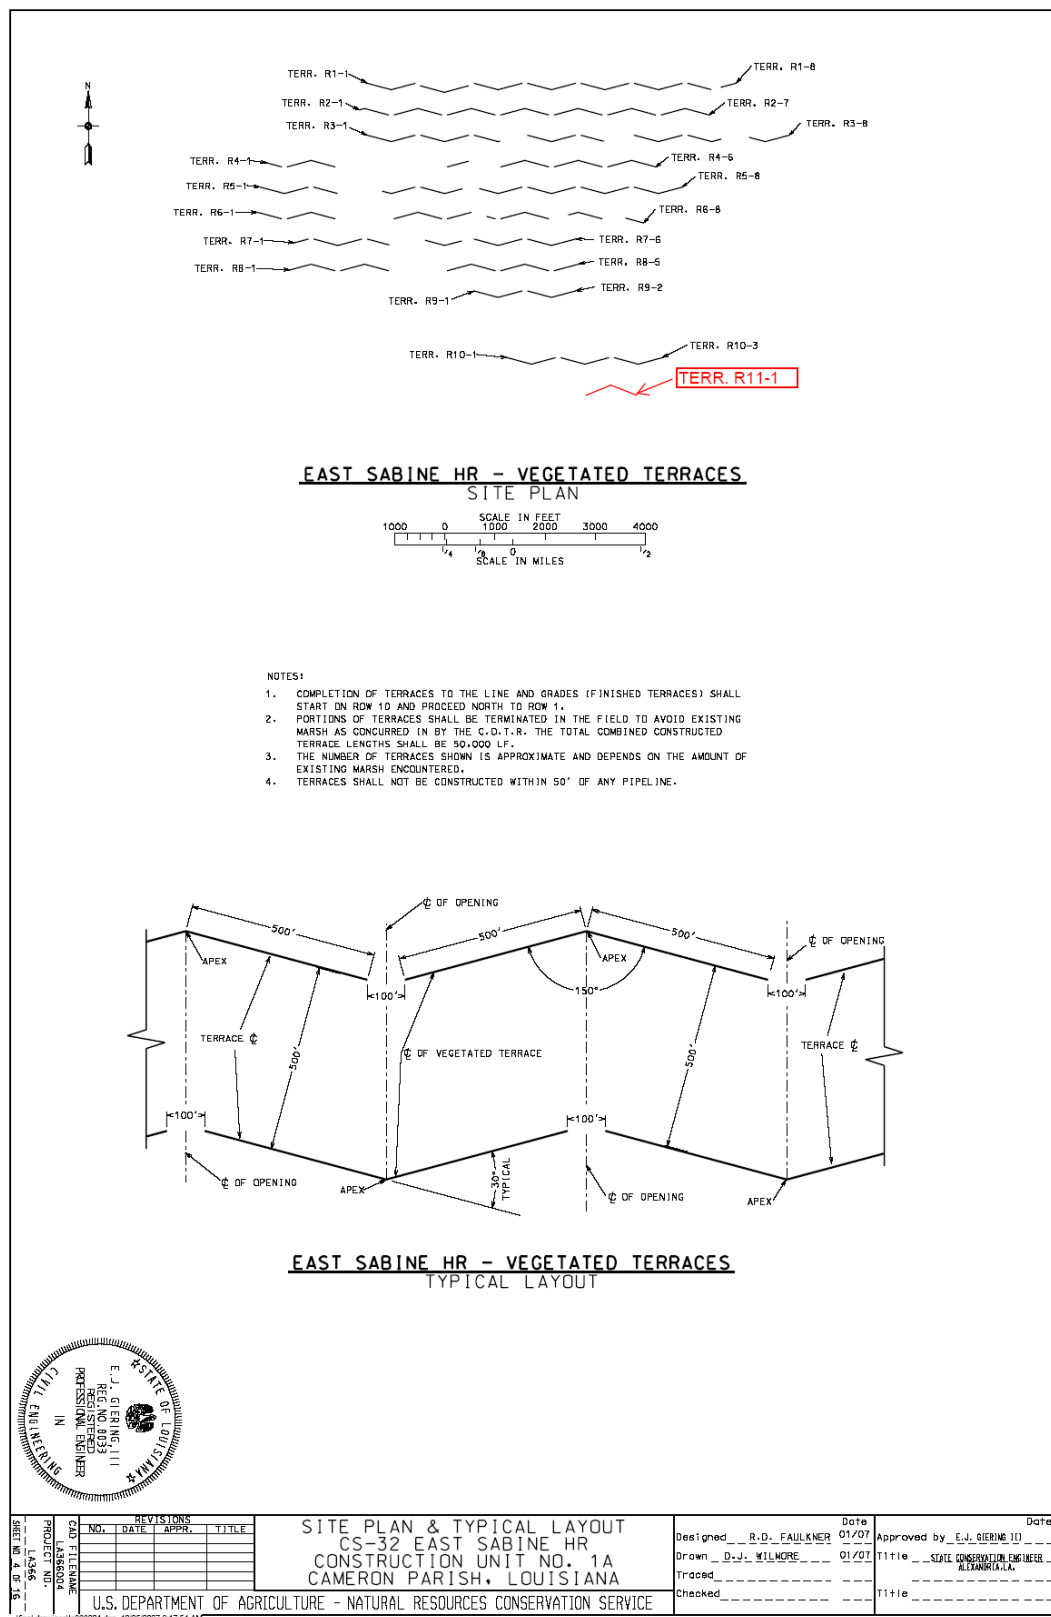 N
TERR. R1-1
TERR. R1-8
TERR. R2-1
TERR. R2-7
TERR. R3-1
TERR. R3-8
TERR. R4-1
TERR. R4-6
TERR. R5-1
TERR. R5-8
TERR. R6-1
TERR. R6-8
TERR. R7-1
TERR. R7-6
TERR. R8-1
TERR. R8-5
TERR. R9-1
TERR. R9-2
TERR. R10-1
TERR. R10-3
TERR. R11-1
EAST SABINE HR - VEGETATED TERRACES
SITE PLAN
SCALE IN FEET
1000 0 1000 2000 3000 4000
1/4 1/8 0 1/2
SCALE IN MILES
NOTES:
1. COMPLETION OF TERRACES TO THE LINE AND GRADES (FINISHED TERRACES) SHALL
START ON ROW 10 AND PROCEED NORTH TO ROW 1.
2. PORTIONS OF TERRACES SHALL BE TERMINATED IN THE FIELD TO AVOID EXISTING
MARSH AS CONCURRED IN BY THE C.O.T.R. THE TOTAL COMBINED CONSTRUCTED
TERRACE LENGTHS SHALL BE 50,000 LF.
3. THE NUMBER OF TERRACES SHOWN IS APPROXIMATE AND DEPENDS ON THE AMOUNT OF
EXISTING MARSH ENCOUNTERED.
4. TERRACES SHALL NOT BE CONSTRUCTED WITHIN 50' OF ANY PIPELINE.
℄ OF OPENING
500'
500'
500'
℄ OF OPENING
APEX
APEX
100'
150°
100'
TERRACE ℄
500'
℄ OF VEGETATED TERRACE
500'
TERRACE ℄
100'
100'
℄ OF OPENING
APEX
30°
TYPICAL
℄ OF OPENING
APEX
EAST SABINE HR - VEGETATED TERRACES
TYPICAL LAYOUT
STATE OF LOUISIANA
E.J. GIERING, III
REG. NO. 8033
REGISTERED
PROFESSIONAL ENGINEER
IN
CIVIL ENGINEERING
SHEET NO. 4 OF 16
PROJECT NO.
LA366
CAD FILENAME
LA366004
REVISIONS
NO. DATE APPR. TITLE
SITE PLAN & TYPICAL LAYOUT
CS-32 EAST SABINE HR
CONSTRUCTION UNIT NO. 1A
CAMERON PARISH, LOUISIANA
U.S. DEPARTMENT OF AGRICULTURE - NATURAL RESOURCES CONSERVATION SERVICE
Date
Designed R.D. FAULKNER 01/07
Drawn D.J. WILMORE 01/07
Traced
Checked
Date
Approved by E.J. GIERING III
Title STATE CONSERVATION ENGINEER
ALEXANDRIA, LA.
Title